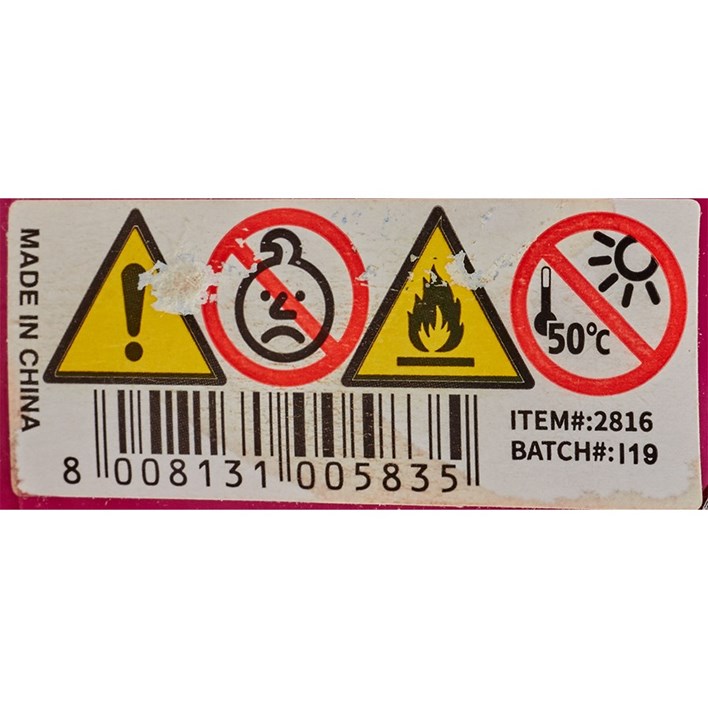 MADE IN CHINA
50°C
ITEM#:2816
BATCH#:I19
8 008131 005835